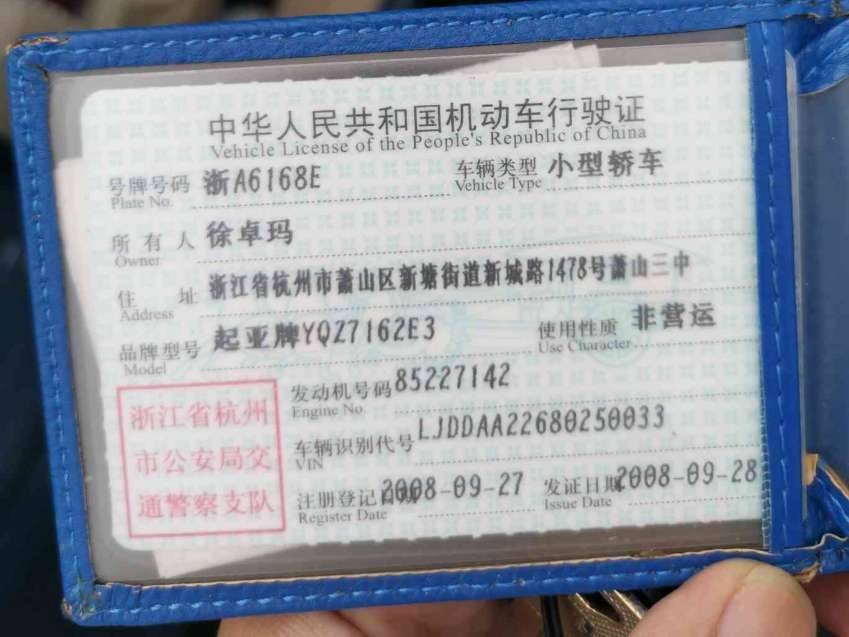 中华人民共和国机动车行驶证
Vehicle License of the People's Republic of China
号牌号码 浙A6168E 车辆类型 小型轿车
Plate No. Vehicle Type
所有人 徐卓玛
Owner
住址 浙江省杭州市萧山区新塘街道新城路1478号萧山三中
Address
品牌型号 起亚牌YQZ7162E3 使用性质 非营运
Model Use Character
发动机号码 85227142
Engine No
车辆识别代号 LJDDAA22680250033
VIN
注册登记日期 2008-09-27 发证日期 2008-09-28
Register Date Issue Date
浙江省杭州
市公安局交
通警察支队